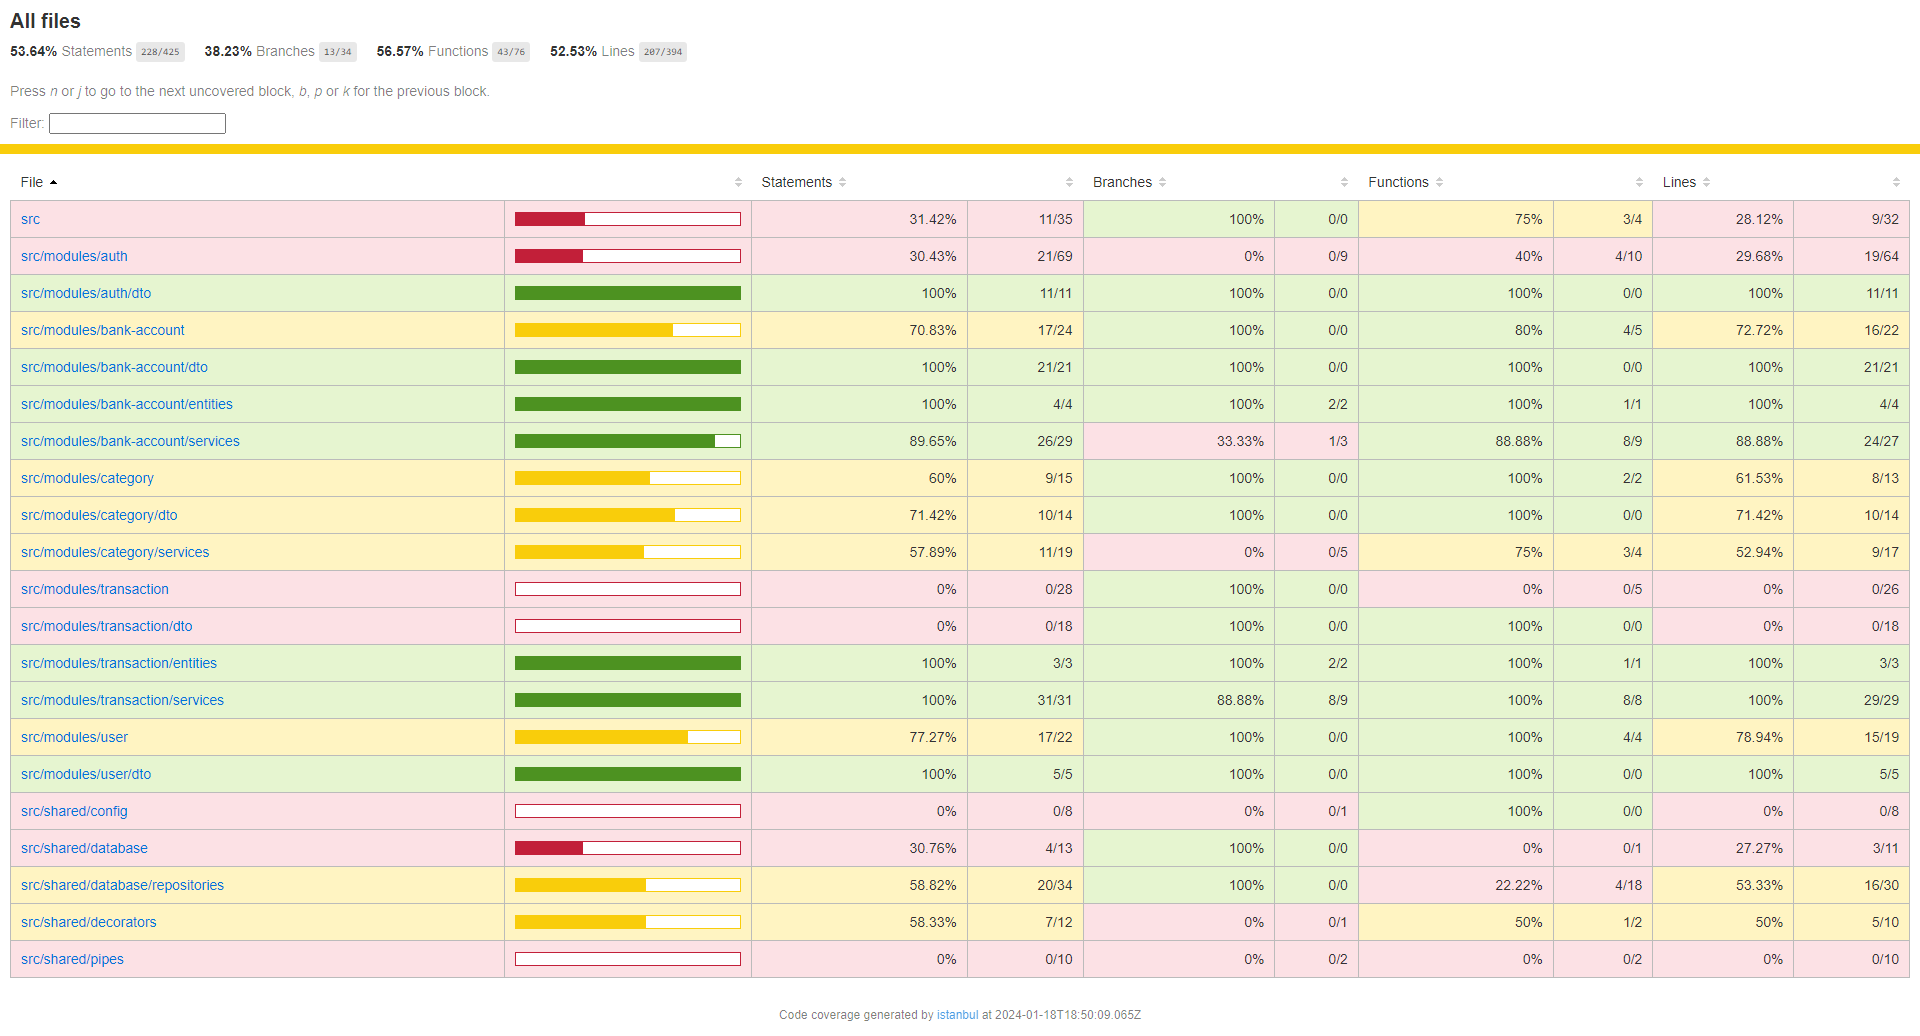 All files
53.64% Statements 228/425 38.23% Branches 13/34 56.57% Functions 43/76 52.53% Lines 207/394
Press n or j to go to the next uncovered block, b, p or k for the previous block.
Filter:
File Statements Branches Functions Lines
src 31.42% 11/35 100% 0/0 75% 3/4 28.12% 9/32
src/modules/auth 30.43% 21/69 0% 0/9 40% 4/10 29.68% 19/64
src/modules/auth/dto 100% 11/11 100% 0/0 100% 0/0 100% 11/11
src/modules/bank-account 70.83% 17/24 100% 0/0 80% 4/5 72.72% 16/22
src/modules/bank-account/dto 100% 21/21 100% 0/0 100% 0/0 100% 21/21
src/modules/bank-account/entities 100% 4/4 100% 2/2 100% 1/1 100% 4/4
src/modules/bank-account/services 89.65% 26/29 33.33% 1/3 88.88% 8/9 88.88% 24/27
src/modules/category 60% 9/15 100% 0/0 100% 2/2 61.53% 8/13
src/modules/category/dto 71.42% 10/14 100% 0/0 100% 0/0 71.42% 10/14
src/modules/category/services 57.89% 11/19 0% 0/5 75% 3/4 52.94% 9/17
src/modules/transaction 0% 0/28 100% 0/0 0% 0/5 0% 0/26
src/modules/transaction/dto 0% 0/18 100% 0/0 100% 0/0 0% 0/18
src/modules/transaction/entities 100% 3/3 100% 2/2 100% 1/1 100% 3/3
src/modules/transaction/services 100% 31/31 88.88% 8/9 100% 8/8 100% 29/29
src/modules/user 77.27% 17/22 100% 0/0 100% 4/4 78.94% 15/19
src/modules/user/dto 100% 5/5 100% 0/0 100% 0/0 100% 5/5
src/shared/config 0% 0/8 0% 0/1 100% 0/0 0% 0/8
src/shared/database 30.76% 4/13 100% 0/0 0% 0/1 27.27% 3/11
src/shared/database/repositories 58.82% 20/34 100% 0/0 22.22% 4/18 53.33% 16/30
src/shared/decorators 58.33% 7/12 0% 0/1 50% 1/2 50% 5/10
src/shared/pipes 0% 0/10 0% 0/2 0% 0/2 0% 0/10
Code coverage generated by istanbul at 2024-01-18T18:50:09.065Z